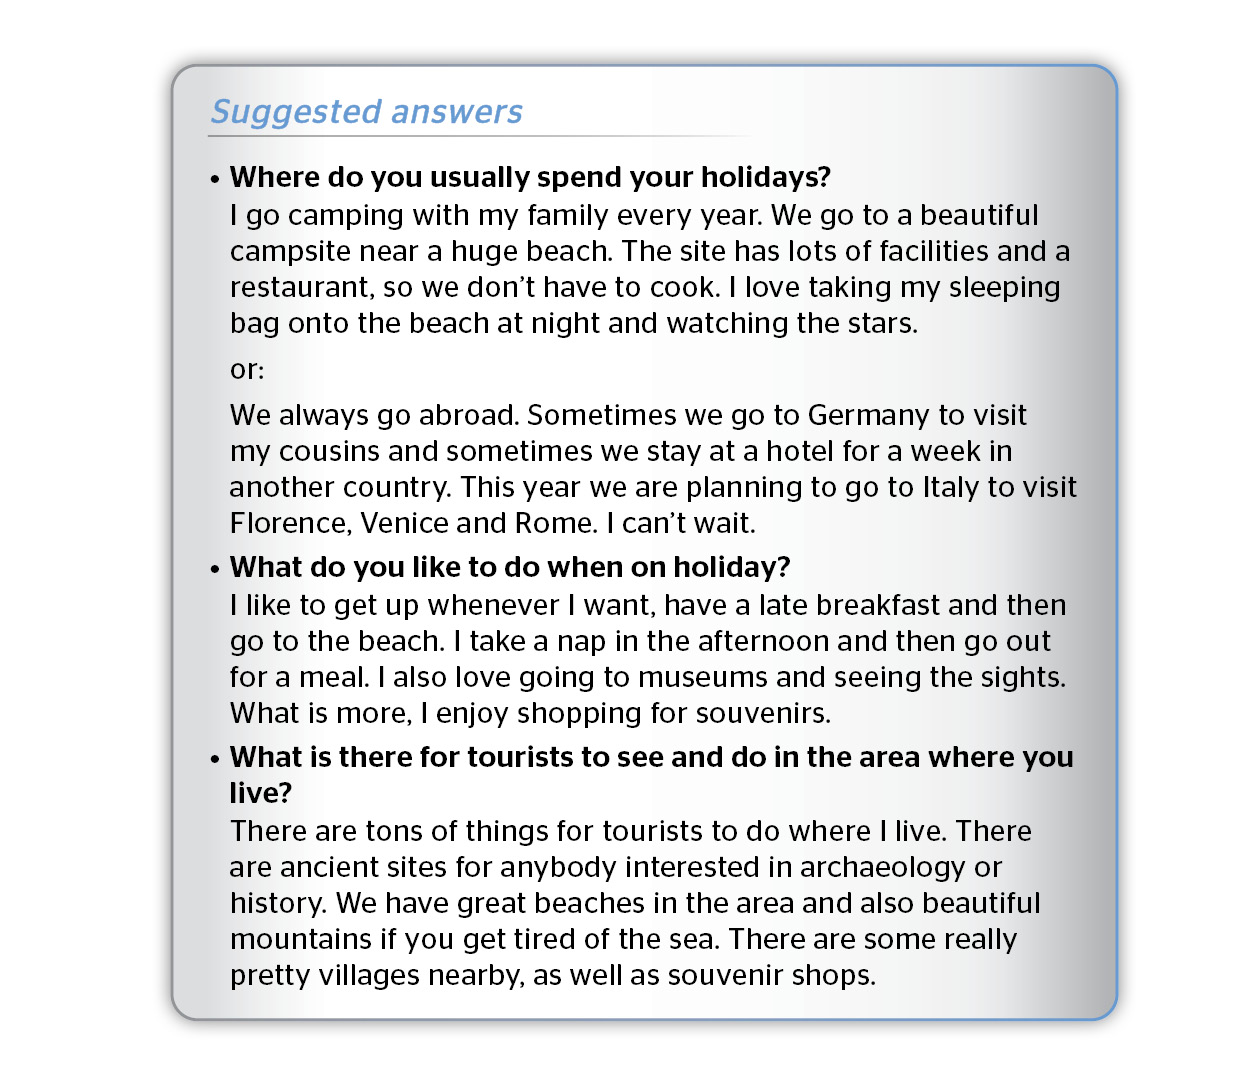 Suggested answers
• Where do you usually spend your holidays?
I go camping with my family every year. We go to a beautiful
campsite near a huge beach. The site has lots of facilities and a
restaurant, so we don’t have to cook. I love taking my sleeping
bag onto the beach at night and watching the stars.
or:
We always go abroad. Sometimes we go to Germany to visit
my cousins and sometimes we stay at a hotel for a week in
another country. This year we are planning to go to Italy to visit
Florence, Venice and Rome. I can’t wait.
• What do you like to do when on holiday?
I like to get up whenever I want, have a late breakfast and then
go to the beach. I take a nap in the afternoon and then go out
for a meal. I also love going to museums and seeing the sights.
What is more, I enjoy shopping for souvenirs.
• What is there for tourists to see and do in the area where you
live?
There are tons of things for tourists to do where I live. There
are ancient sites for anybody interested in archaeology or
history. We have great beaches in the area and also beautiful
mountains if you get tired of the sea. There are some really
pretty villages nearby, as well as souvenir shops.